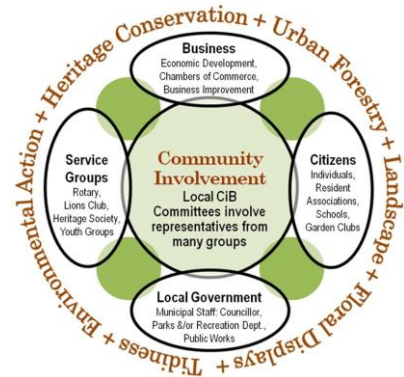 Tidiness + Environmental Action + Heritage Conservation + Urban Forestry + Landscape + Floral Displays +
Business
Economic Development,
Chambers of Commerce,
Business Improvement
Service
Groups
Rotary,
Lions Club,
Heritage Society,
Youth Groups
Community
Involvement
Local CiB
Committees involve
representatives from
many groups
Citizens
Individuals,
Resident
Associations,
Schools,
Garden Clubs
Local Government
Municipal Staff: Councillor,
Parks &/or Recreation Dept.,
Public Works